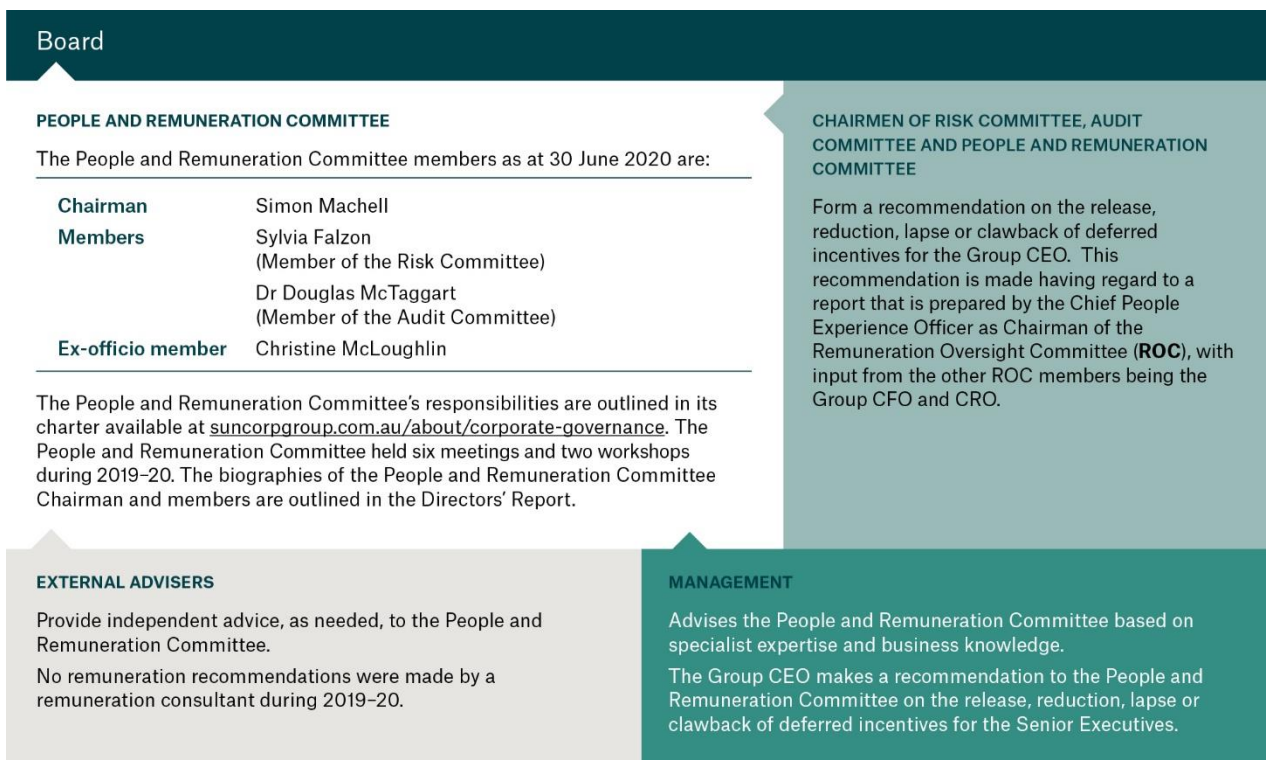 Board
PEOPLE AND REMUNERATION COMMITTEE
The People and Remuneration Committee members as at 30 June 2020 are:
Chairman Simon Machell
Members Sylvia Falzon
(Member of the Risk Committee)
Dr Douglas McTaggart
(Member of the Audit Committee)
Ex-officio member Christine McLoughlin
The People and Remuneration Committee's responsibilities are outlined in its
charter available at suncorpgroup.com.au/about/corporate-governance. The
People and Remuneration Committee held six meetings and two workshops
during 2019–20. The biographies of the People and Remuneration Committee
Chairman and members are outlined in the Directors' Report.
CHAIRMEN OF RISK COMMITTEE, AUDIT
COMMITTEE AND PEOPLE AND REMUNERATION
COMMITTEE
Form a recommendation on the release,
reduction, lapse or clawback of deferred
incentives for the Group CEO. This
recommendation is made having regard to a
report that is prepared by the Chief People
Experience Officer as Chairman of the
Remuneration Oversight Committee (ROC), with
input from the other ROC members being the
Group CFO and CRO.
EXTERNAL ADVISERS
Provide independent advice, as needed, to the People and
Remuneration Committee.
No remuneration recommendations were made by a
remuneration consultant during 2019–20.
MANAGEMENT
Advises the People and Remuneration Committee based on
specialist expertise and business knowledge.
The Group CEO makes a recommendation to the People and
Remuneration Committee on the release, reduction, lapse or
clawback of deferred incentives for the Senior Executives.